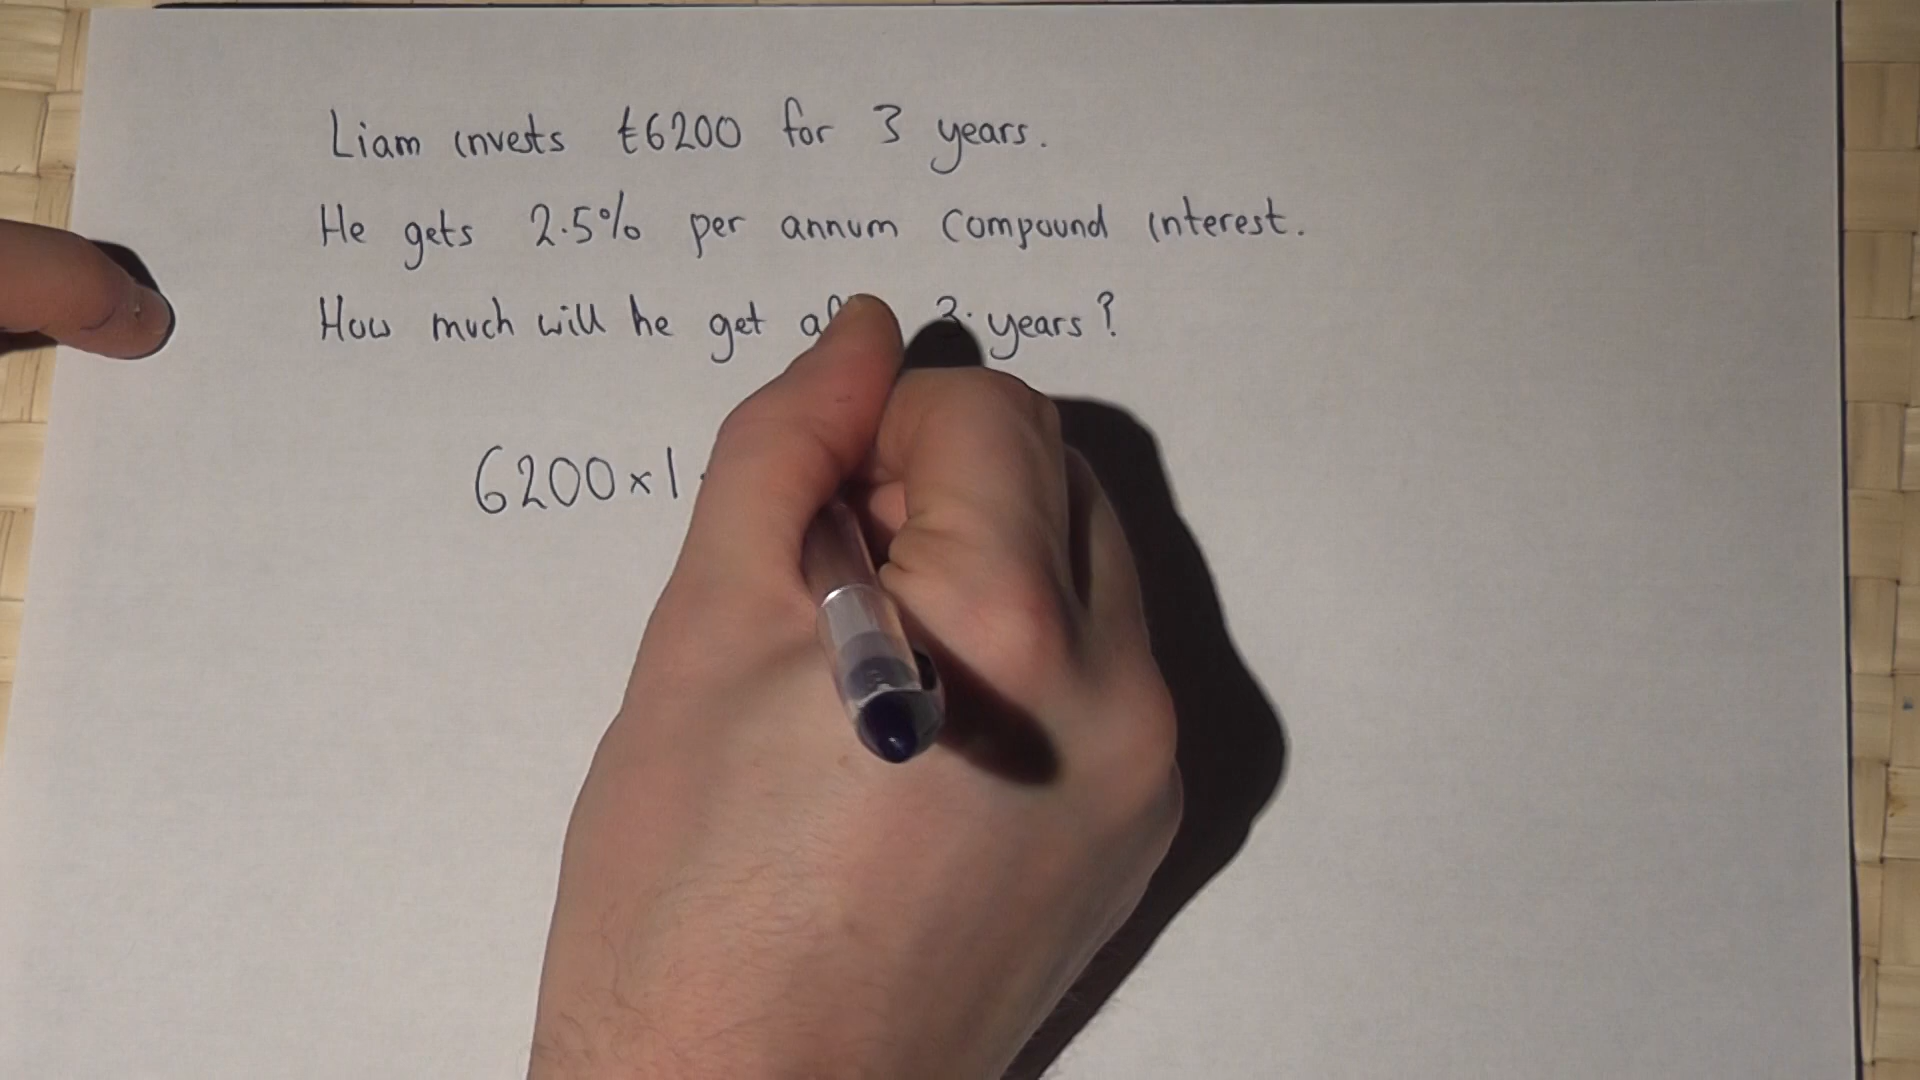 Liam invests £6200 for 3 years.
He gets 2.5% per annum compound interest.
How much will he get 3 years?
6200×1.